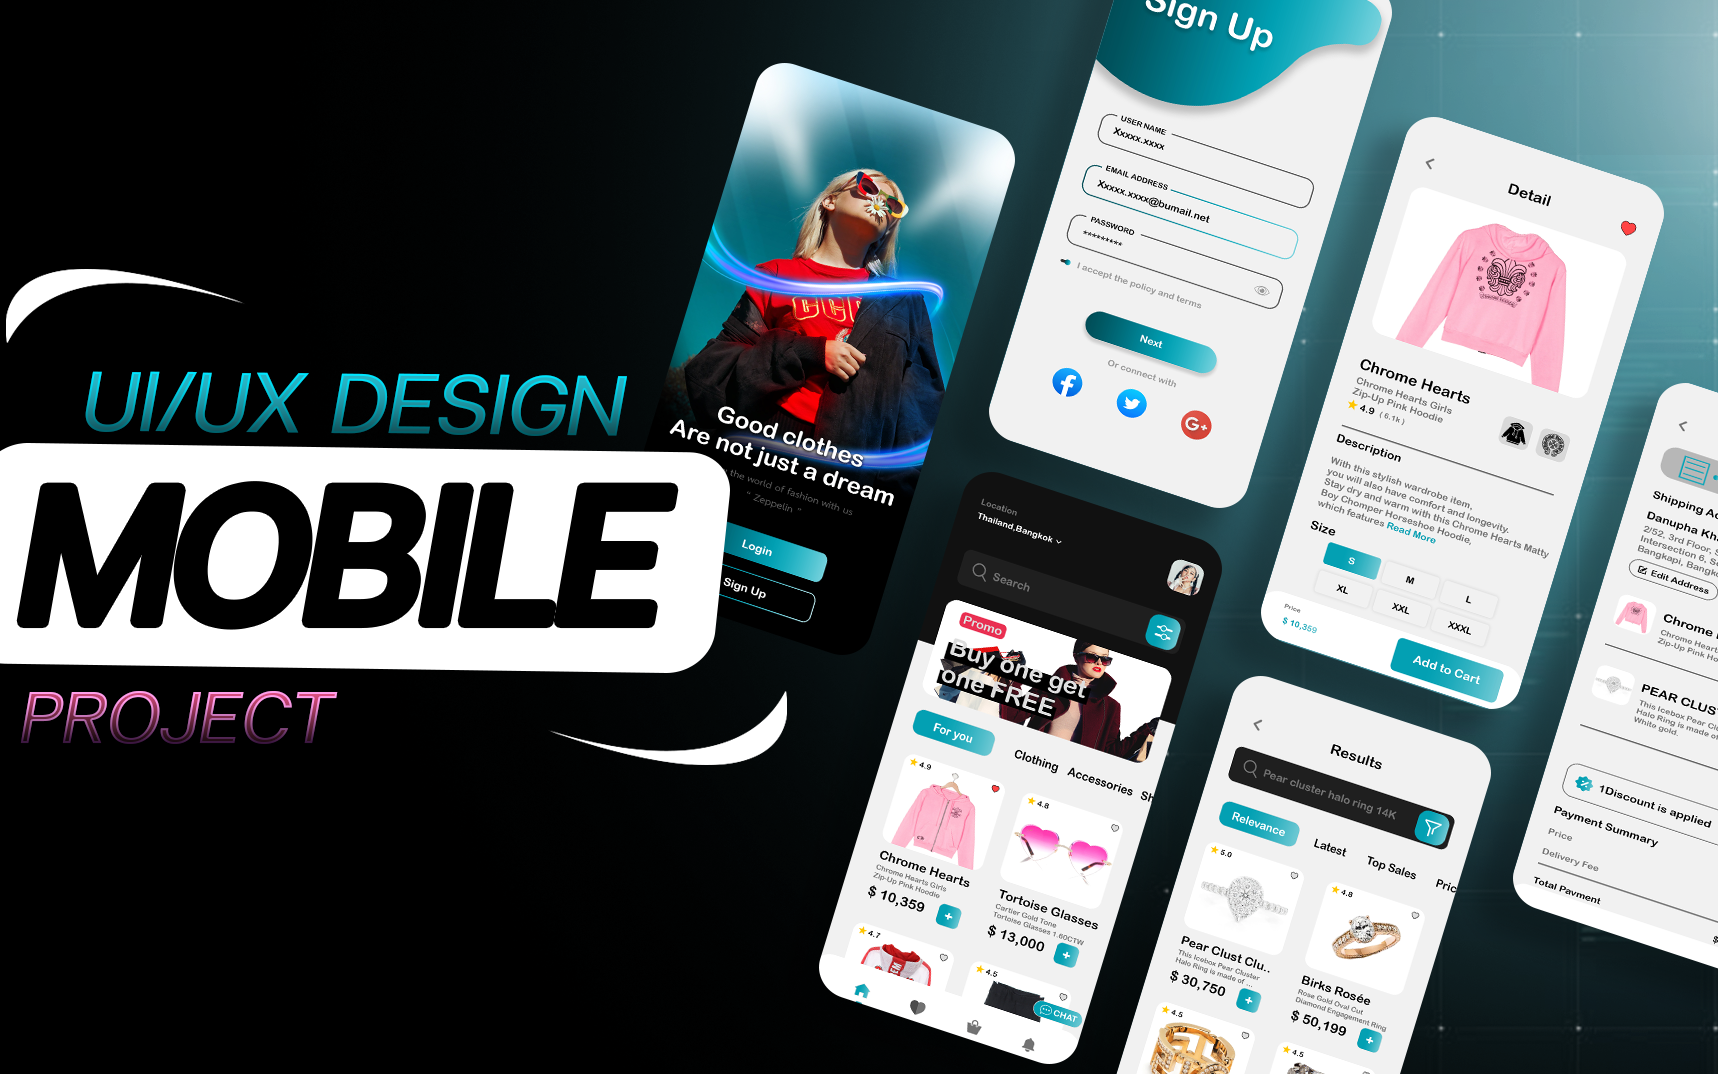 UI/UX DESIGN
MOBILE
PROJECT
Good clothes
Are not just a dream
the world of fashion with us
" Zeppelin "
Login
Sign Up
Sign Up
USER NAME
Xxxxx.xxxx
EMAIL ADDRESS
Xxxxx.xxxx@bumail.net
PASSWORD
*********
I accept the policy and terms
Next
Or connect with
Location
Thailand,Bangkok
Search
Promo
Buy one get
one FREE
For you
Clothing
Accessories
4.9
Chrome Hearts
Chrome Hearts Girls
Zip-Up Pink Hoodie
$ 10,359
+
4.8
Tortoise Glasses
Cartier Gold Tone
Tortoise Glasses 1.60CTW
$ 13,000
+
4.7
4.5
CHAT
Detail
Chrome Hearts
Chrome Hearts Girls
Zip-Up Pink Hoodie
4.9 ( 6.1k )
Description
With this stylish wardrobe item,
you will also have comfort and longevity.
Stay dry and warm with this Chrome Hearts Matty
Boy Chomper Horseshoe Hoodie,
which features Read More
Size
S
M
L
XL
XXL
XXXL
Price
$ 10,359
Add to Cart
Results
Pear cluster halo ring 14K
Relevance
Latest
Top Sales
5.0
Pear Clust Clu..
This Icebox Pear Cluster
Halo Ring is made of ...
$ 30,750
+
4.8
Birks Rosée
Rose Gold Oval Cut
Diamond Engagement Ring
$ 50,199
+
4.5
4.5
Shipping
Danupha
2/52, 3rd Floor,
Intersection 6,
Bangkapi,
Edit Address
Chrome
Chrome
Zip-Up Pink
PEAR
This Icebox Pear
Halo Ring is made of
White gold.
1Discount is applied
Payment Summary
Price
Delivery Fee
Total Payment